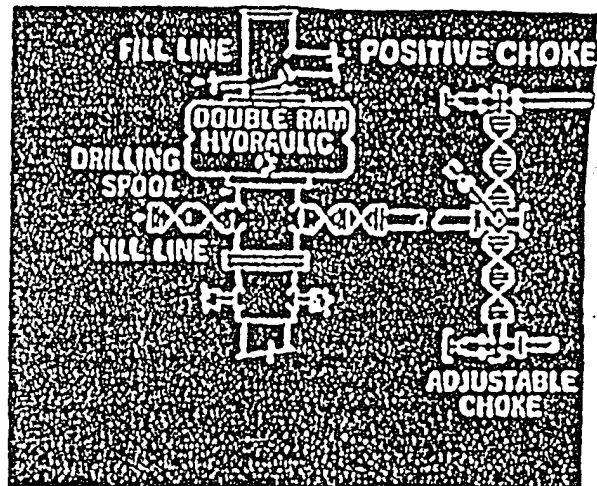 FILL LINE
POSITIVE CHOKE
DOUBLE RAM
HYDRAULIC
DRILLING
SPOOL
KILL LINE
ADJUSTABLE
CHOKE